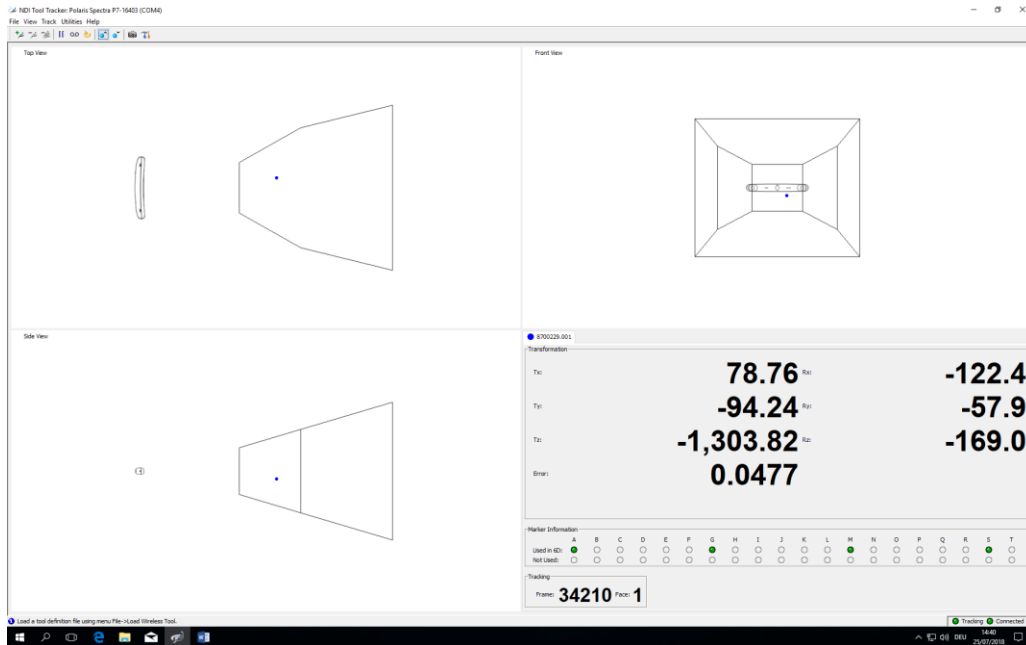 NDI Tool Tracker: Polaris Spectra P7-16403 (COM4)
File View Track Utilities Help
Top View
Front View
Side View
8700229.001
Transformation
Tx: 78.76 Rx: -122.4
Ty: -94.24 Ry: -57.9
Tz: -1,303.82 Rz: -169.0
Error: 0.0477
Marker Information
A B C D E F G H I J K L M N O P Q R S T
Used in 6D:
Not Used:
Tracking
Frame: 34210 Face: 1
Load a tool definition file using menu File->Load Wireless Tool.
Tracking Connected
DEU
14:40
25/07/2018